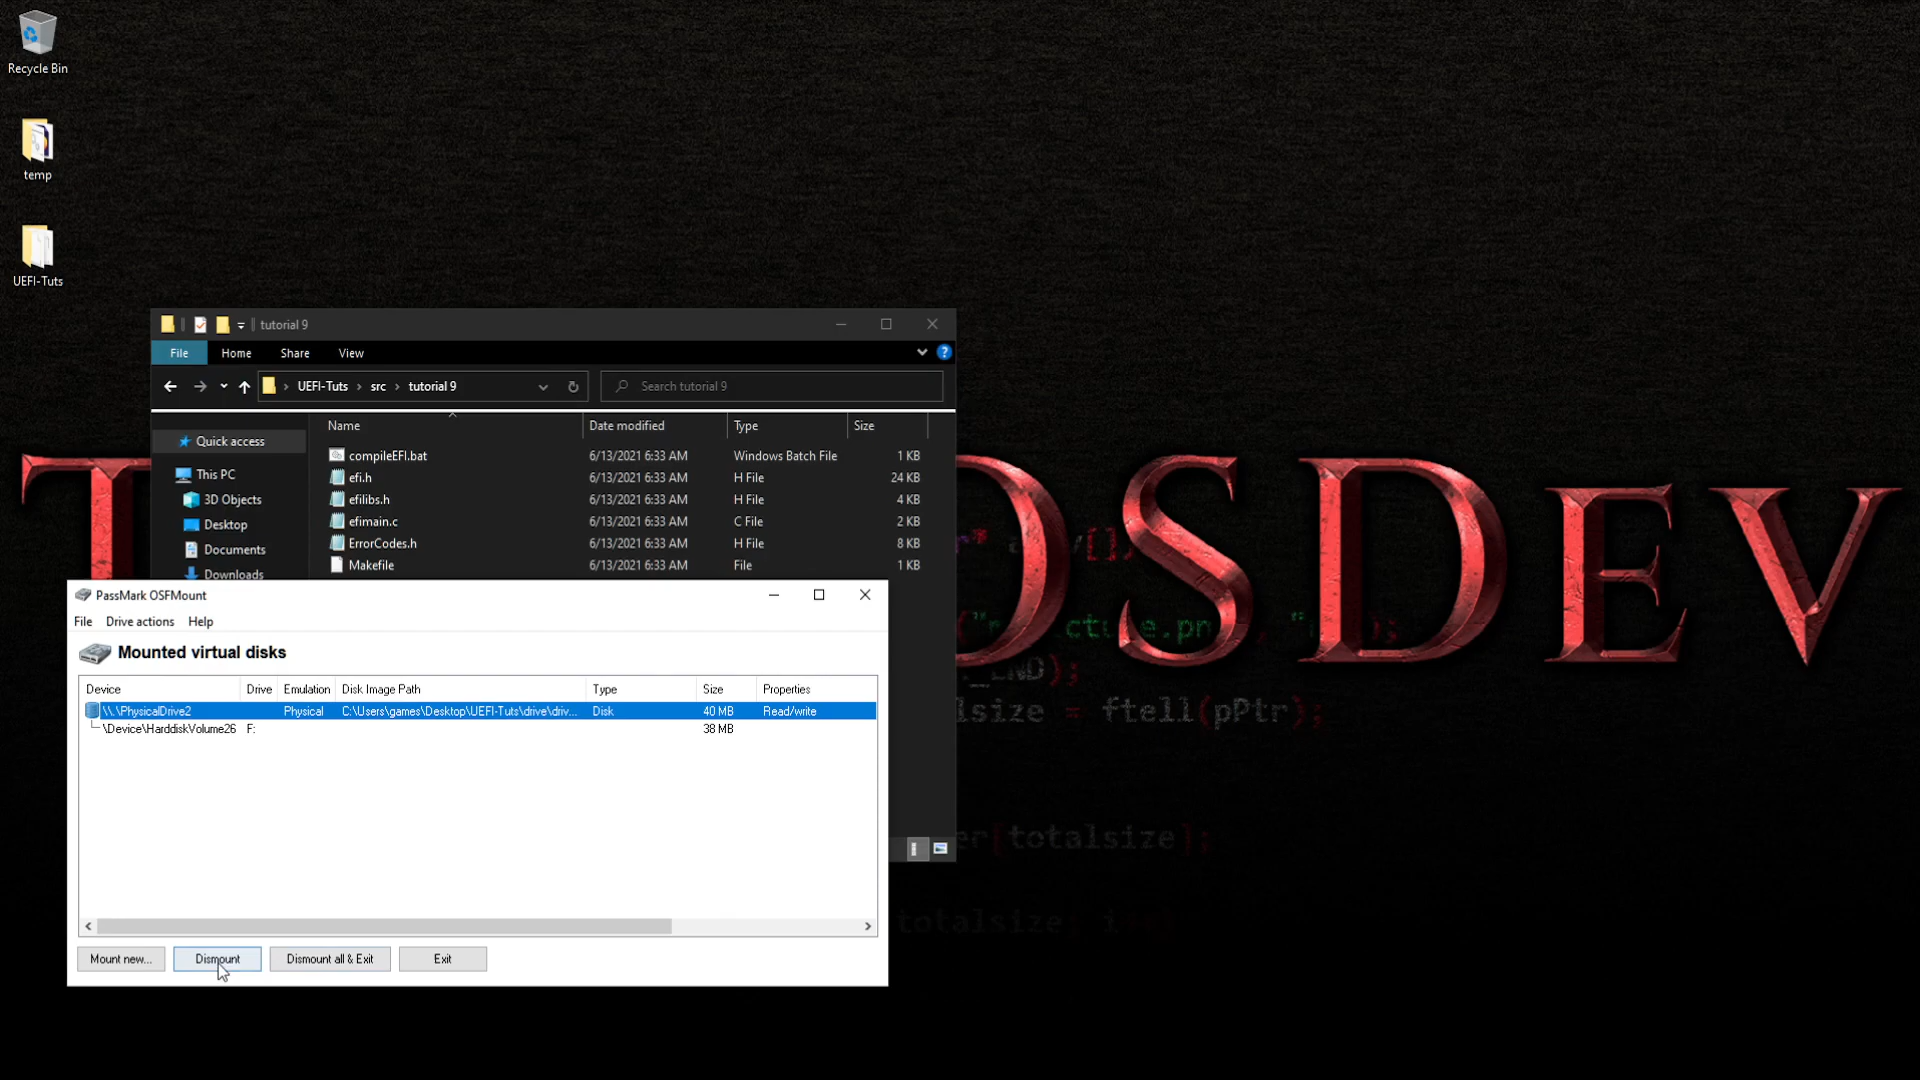 Recycle Bin
temp
UEFI-Tuts
tutorial 9
File Home Share View
UEFI-Tuts › src › tutorial 9
Search tutorial 9
Name Date modified Type Size
Quick access
This PC
3D Objects
Desktop
Documents
Downloads
compileEFI.bat 6/13/2021 6:33 AM Windows Batch File 1 KB
efi.h 6/13/2021 6:33 AM H File 24 KB
efilibs.h 6/13/2021 6:33 AM H File 4 KB
efimain.c 6/13/2021 6:33 AM C File 2 KB
ErrorCodes.h 6/13/2021 6:33 AM H File 8 KB
Makefile 6/13/2021 6:33 AM File 1 KB
PassMark OSFMount
File Drive actions Help
Mounted virtual disks
Device Drive Emulation Disk Image Path Type Size Properties
\\.\PhysicalDrive2 Physical C:\Users\games\Desktop\UEFI-Tuts\drive\driv... Disk 40 MB Read/write
\Device\HarddiskVolume26 F: 38 MB
Mount new... Dismount Dismount all & Exit Exit
OSDEV
lsize = ftell(pPtr);
[totalsize];
totalsize; i++)